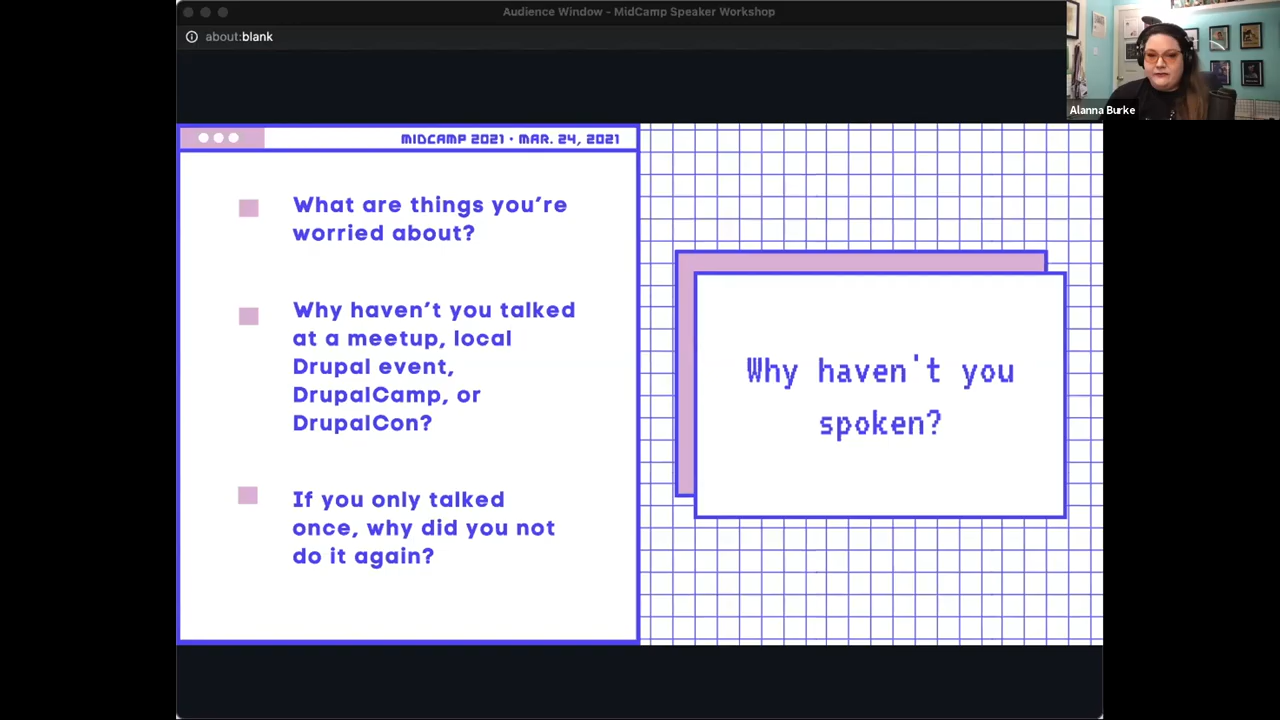 Audience Window - MidCamp Speaker Workshop
about:blank
Alanna Burke
MIDCAMP 2021 · MAR. 24, 2021
What are things you’re
worried about?
Why haven’t you talked
at a meetup, local
Drupal event,
DrupalCamp, or
DrupalCon?
If you only talked
once, why did you not
do it again?
Why haven't you
spoken?